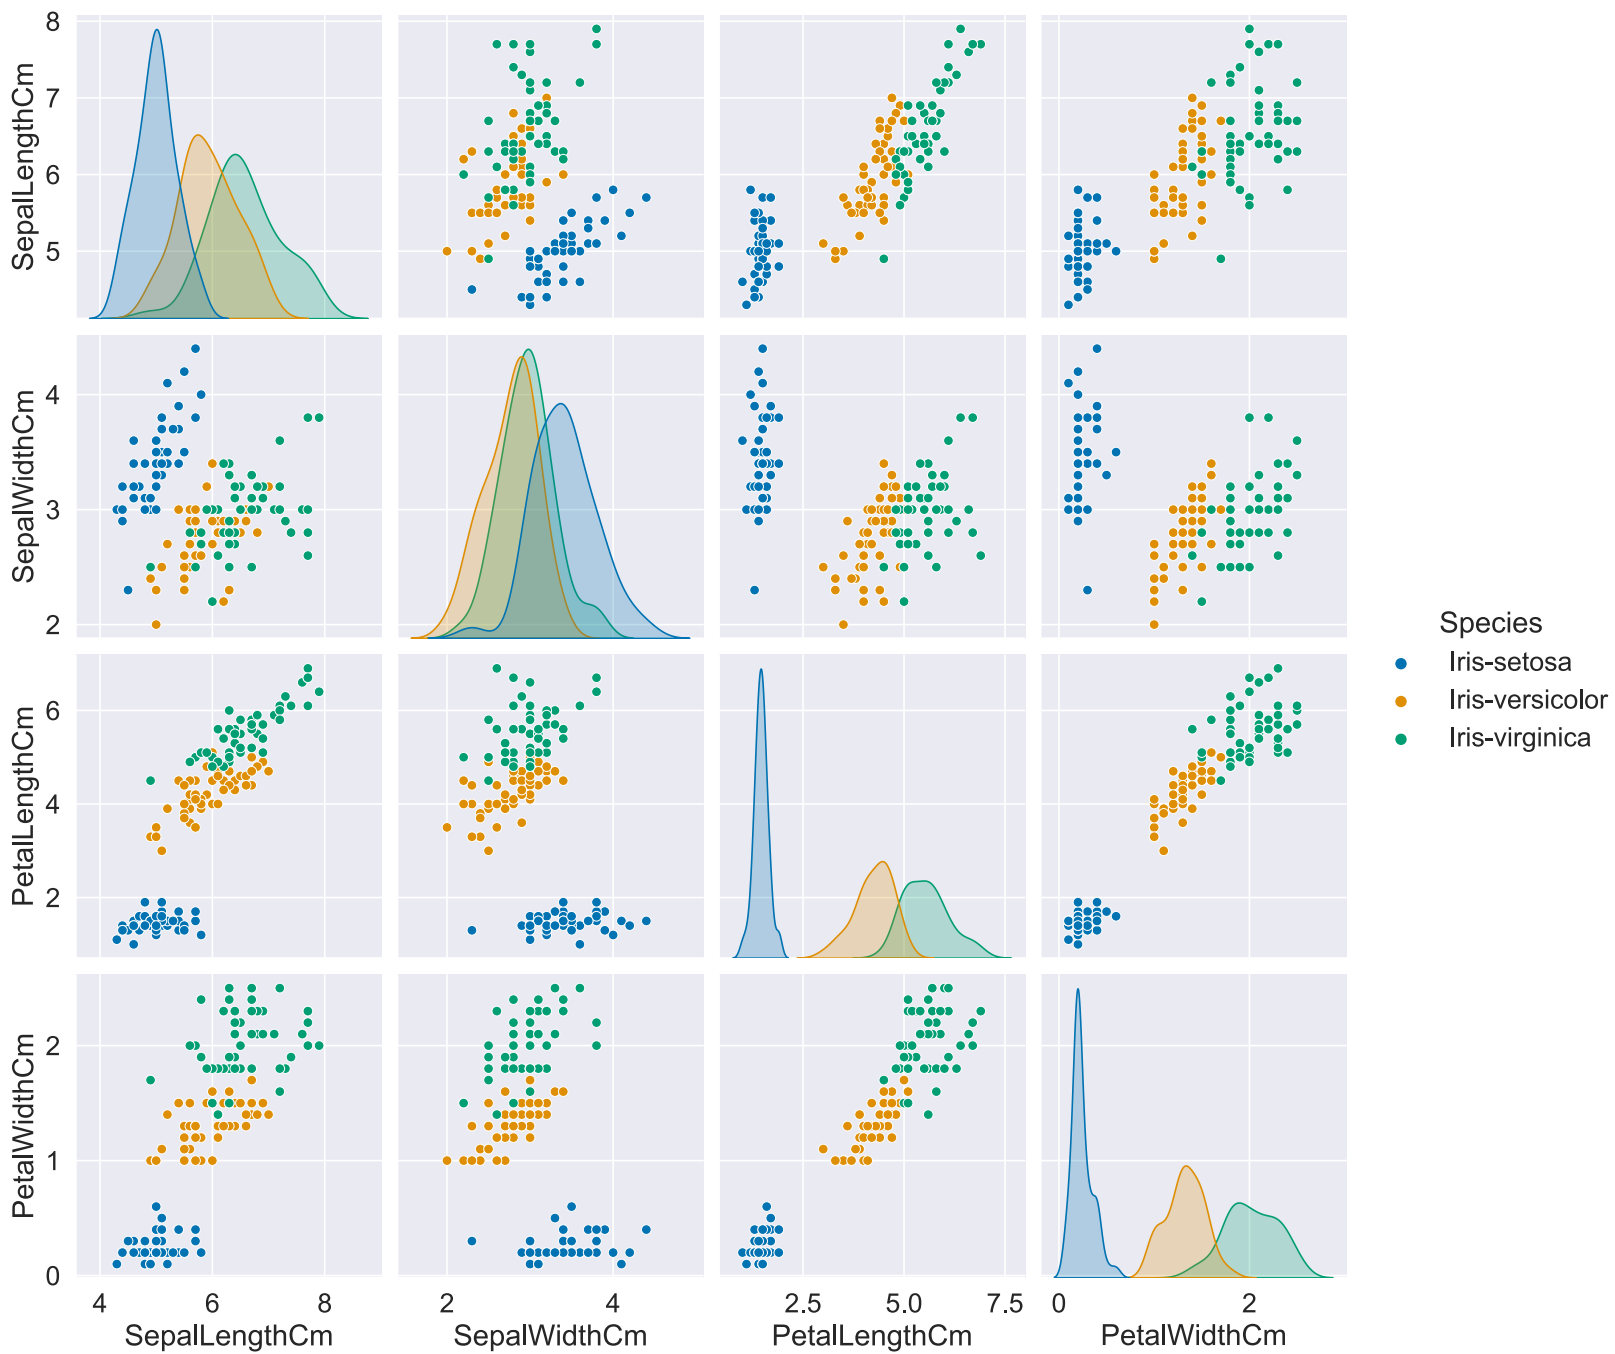 SepalLengthCm
8
7
6
5
SepalWidthCm
4
3
2
PetalLengthCm
6
4
2
PetalWidthCm
2
1
0
4 6 8
2 4
2.5 5.0 7.5
0 2
SepalLengthCm
SepalWidthCm
PetalLengthCm
PetalWidthCm
Species
Iris-setosa
Iris-versicolor
Iris-virginica